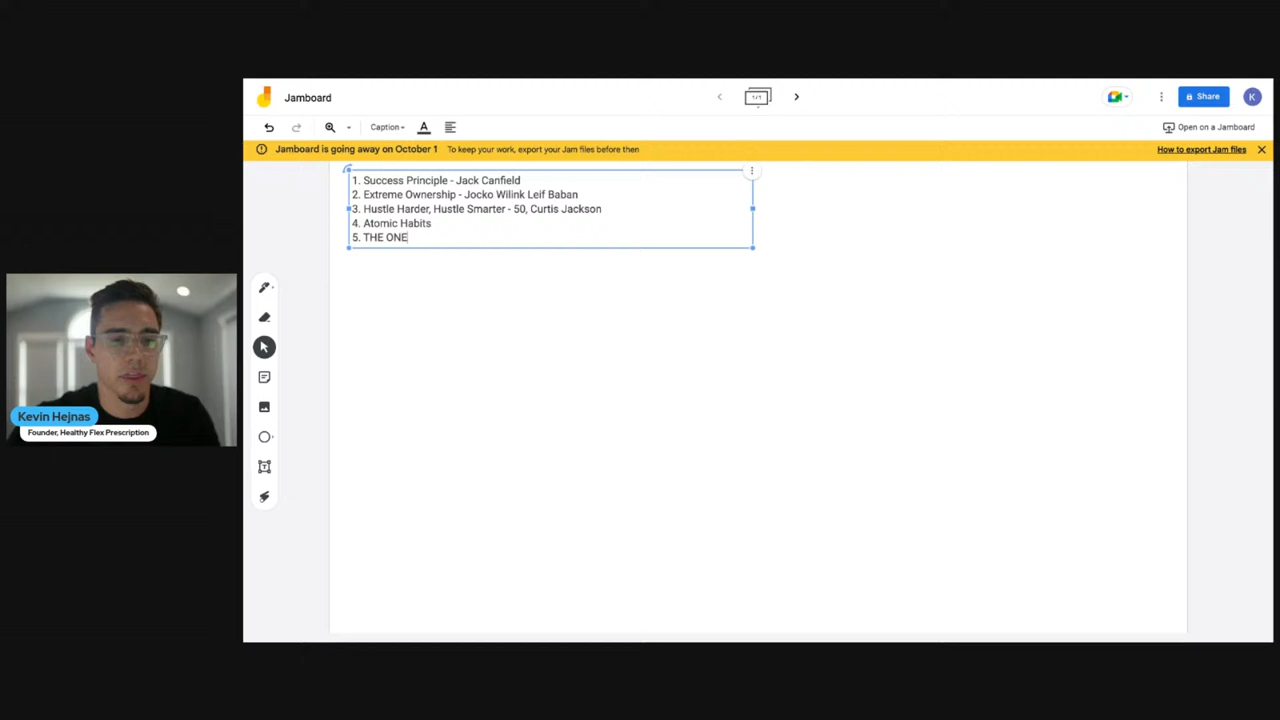 Jamboard
1/1
Share
K
Caption
A
Open on a Jamboard
Jamboard is going away on October 1 To keep your work, export your Jam files before then
How to export Jam files
1. Success Principle - Jack Canfield
2. Extreme Ownership - Jocko Wilink Leif Baban
3. Hustle Harder, Hustle Smarter - 50, Curtis Jackson
4. Atomic Habits
5. THE ONE
Kevin Hejnas
Founder, Healthy Flex Prescription